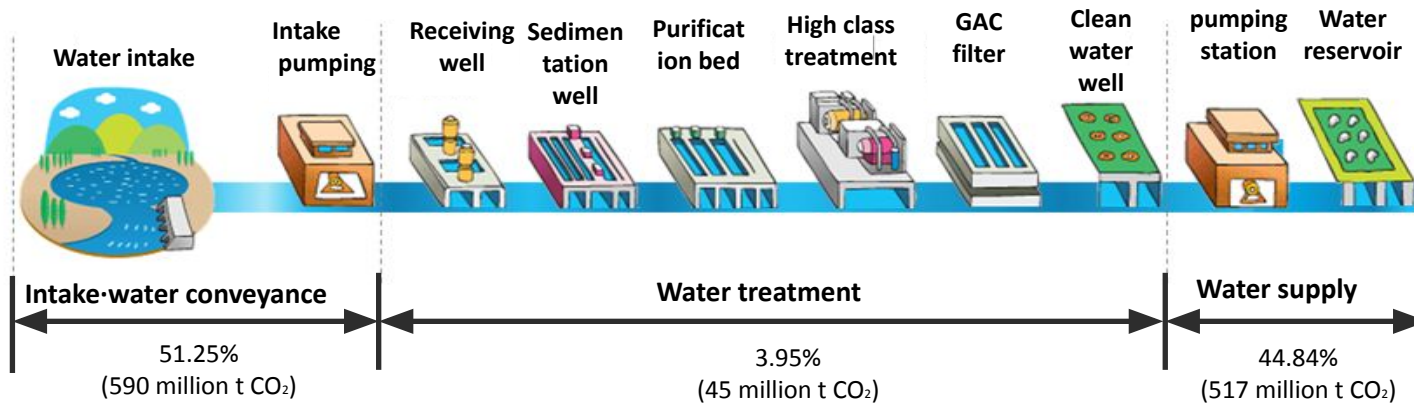 Water intake
Intake
pumping
Receiving
well
Sedimen
tation
well
Purificat
ion bed
High class
treatment
GAC
filter
Clean
water
well
pumping
station
Water
reservoir
Intake·water conveyance
Water treatment
Water supply
51.25%
(590 million t CO₂)
3.95%
(45 million t CO₂)
44.84%
(517 million t CO₂)